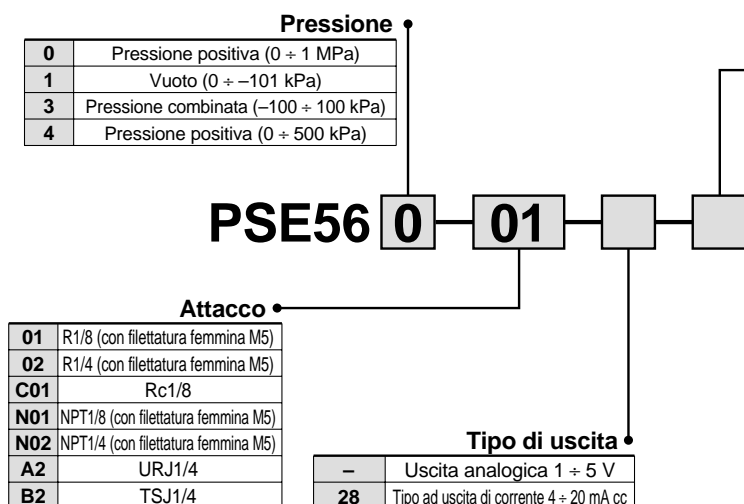 Pressione
0 Pressione positiva (0 ÷ 1 MPa)
1 Vuoto (0 ÷ –101 kPa)
3 Pressione combinata (–100 ÷ 100 kPa)
4 Pressione positiva (0 ÷ 500 kPa)
PSE56 0 – 01 – –
Attacco
01 R1/8 (con filettatura femmina M5)
02 R1/4 (con filettatura femmina M5)
C01 Rc1/8
N01 NPT1/8 (con filettatura femmina M5)
N02 NPT1/4 (con filettatura femmina M5)
A2 URJ1/4
B2 TSJ1/4
Tipo di uscita
– Uscita analogica 1 ÷ 5 V
28 Tipo ad uscita di corrente 4 ÷ 20 mA cc